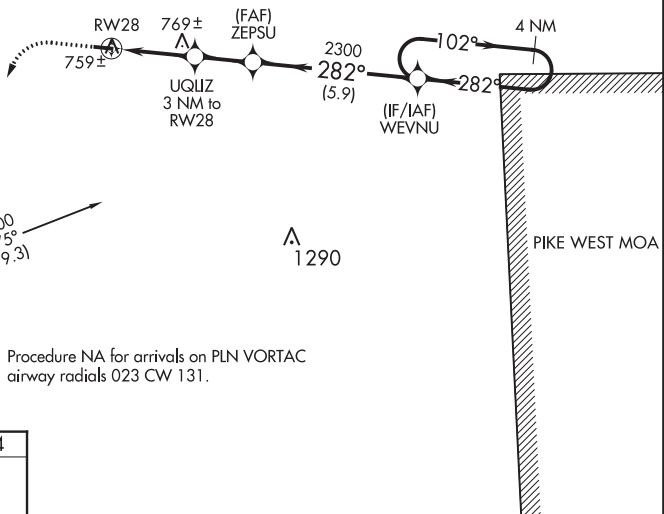 RW28
759±
769±
UQLIZ
3 NM to
RW28
(FAF)
ZEPSU
2300
282°
(5.9)
(IF/IAF)
WEVNU
102°
282°
4 NM
PIKE WEST MOA
1290
Procedure NA for arrivals on PLN VORTAC
airway radials 023 CW 131.